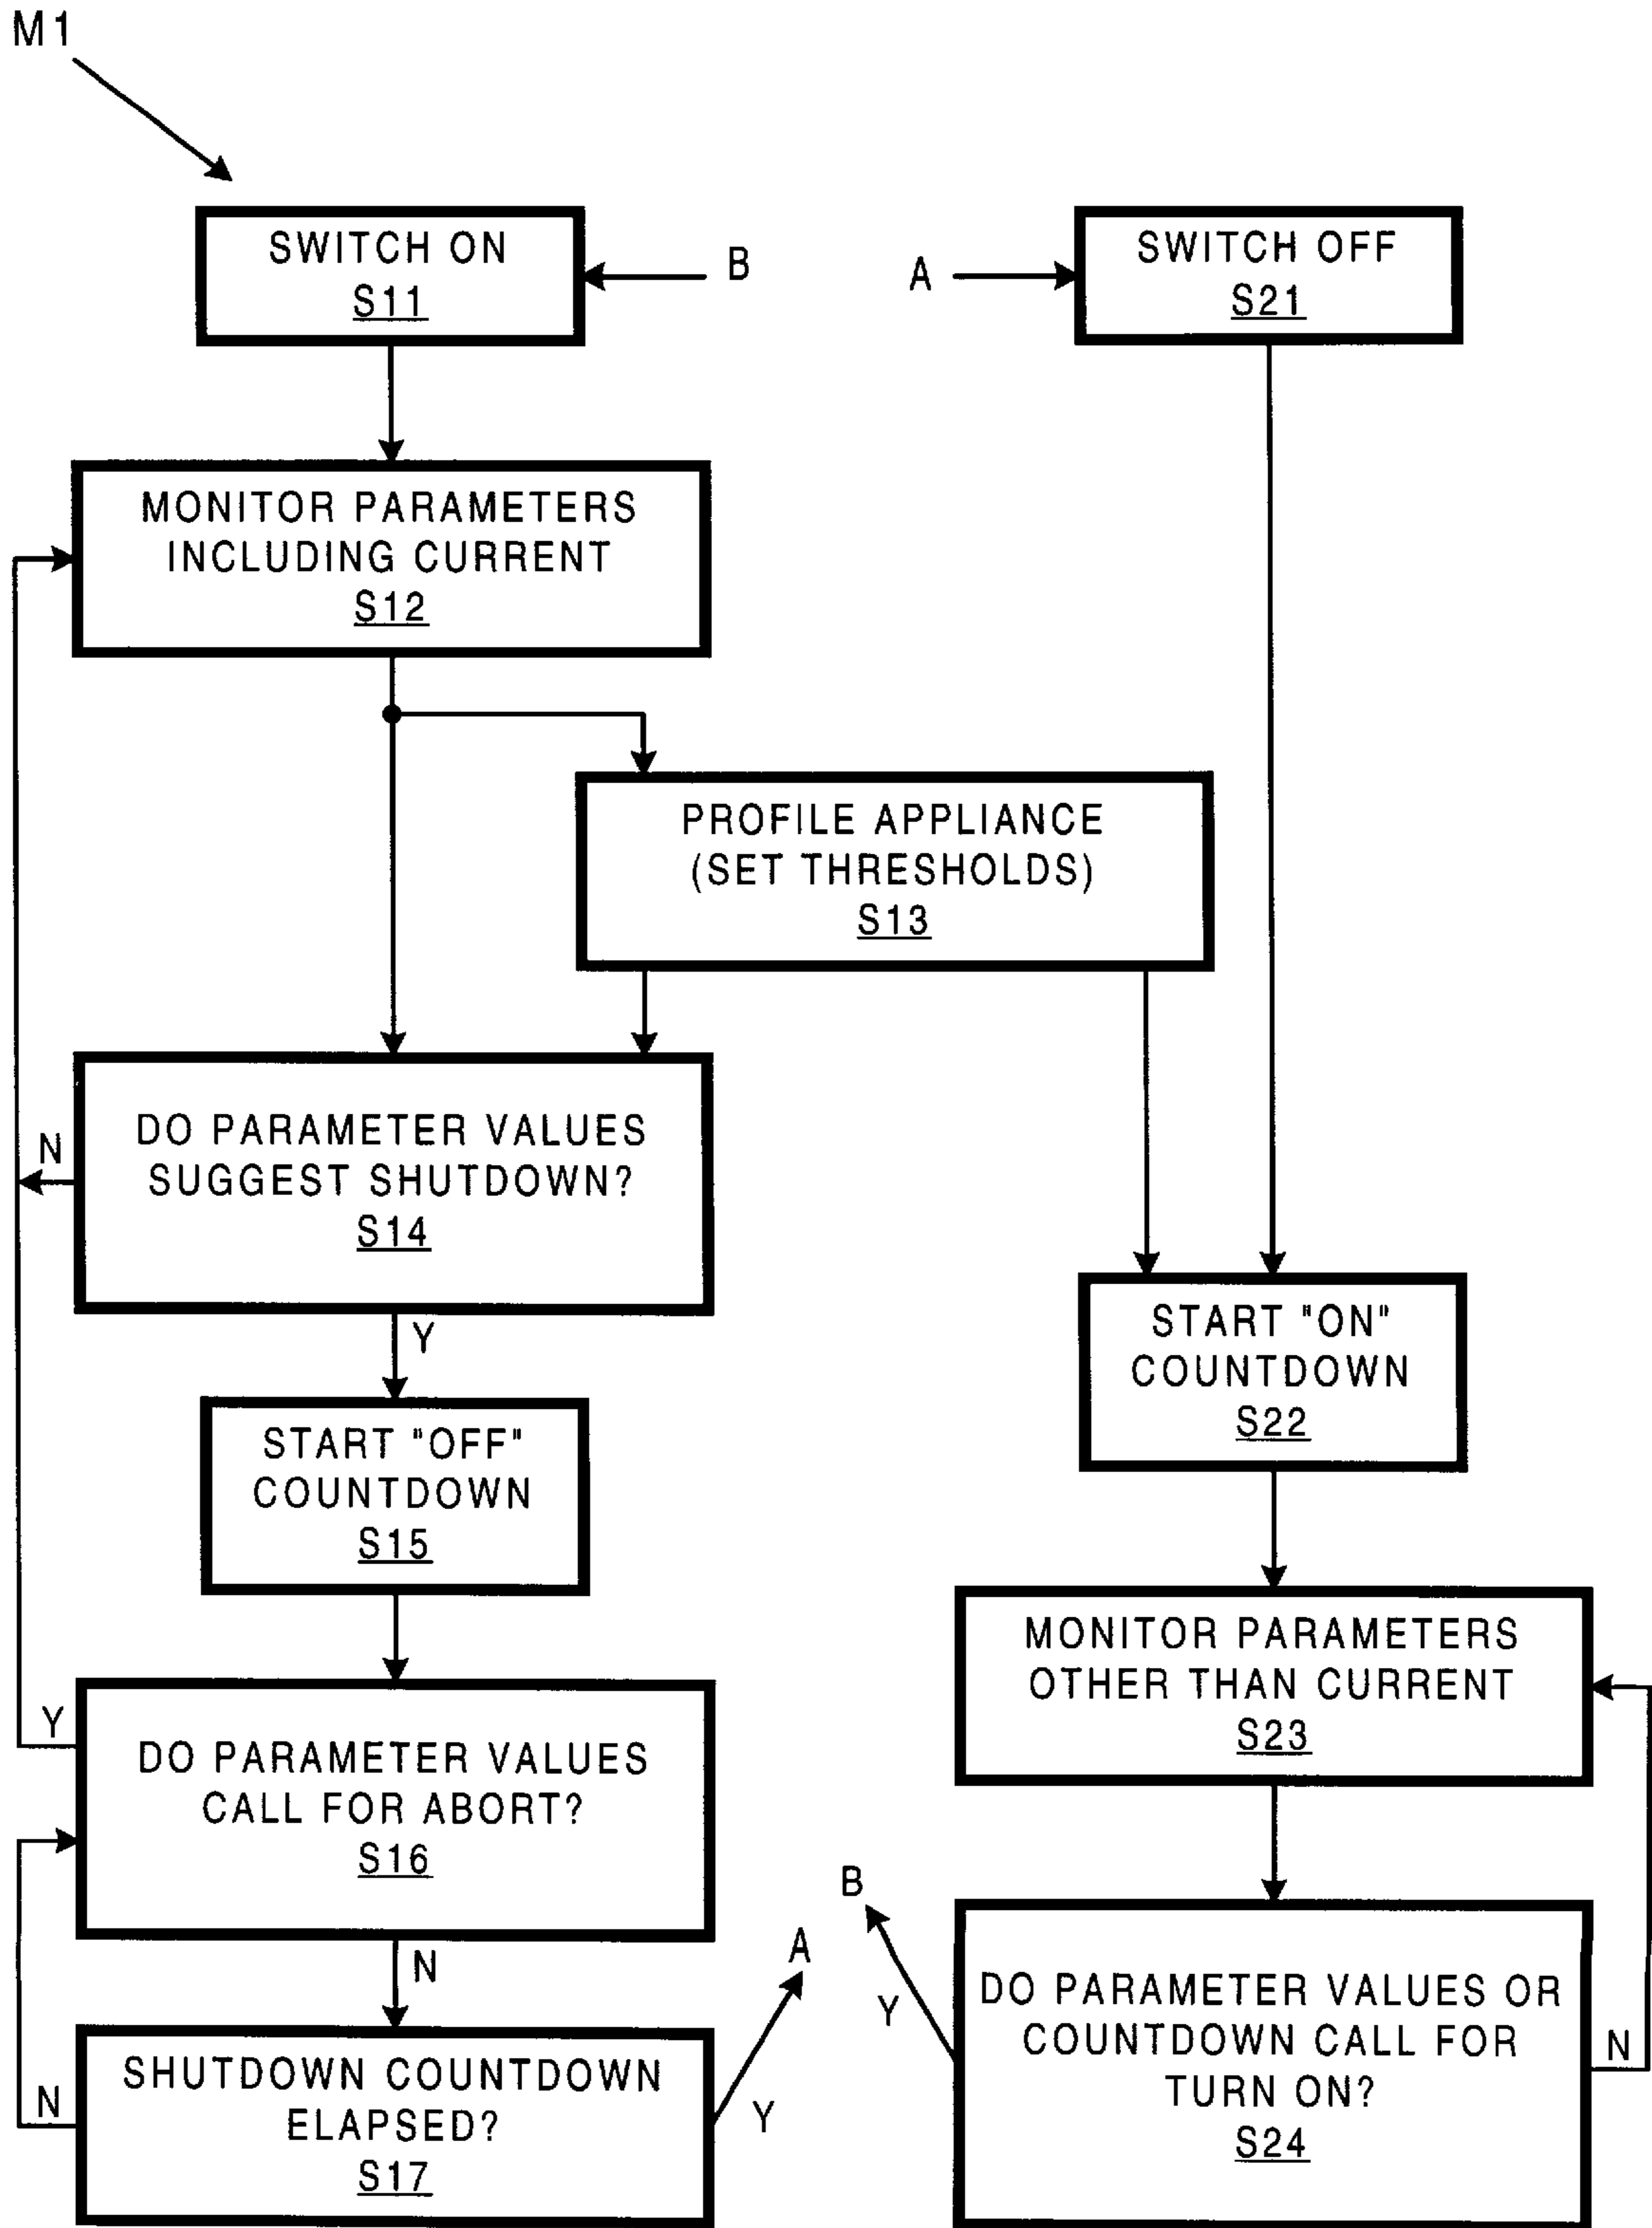 M1
SWITCH ON
S11
B
A
SWITCH OFF
S21
MONITOR PARAMETERS
INCLUDING CURRENT
S12
PROFILE APPLIANCE
(SET THRESHOLDS)
S13
DO PARAMETER VALUES
SUGGEST SHUTDOWN?
S14
N
Y
START "ON"
COUNTDOWN
S22
START "OFF"
COUNTDOWN
S15
MONITOR PARAMETERS
OTHER THAN CURRENT
S23
Y
DO PARAMETER VALUES
CALL FOR ABORT?
S16
N
B
A
Y
Y
DO PARAMETER VALUES OR
COUNTDOWN CALL FOR
TURN ON?
S24
N
SHUTDOWN COUNTDOWN
ELAPSED?
S17
N